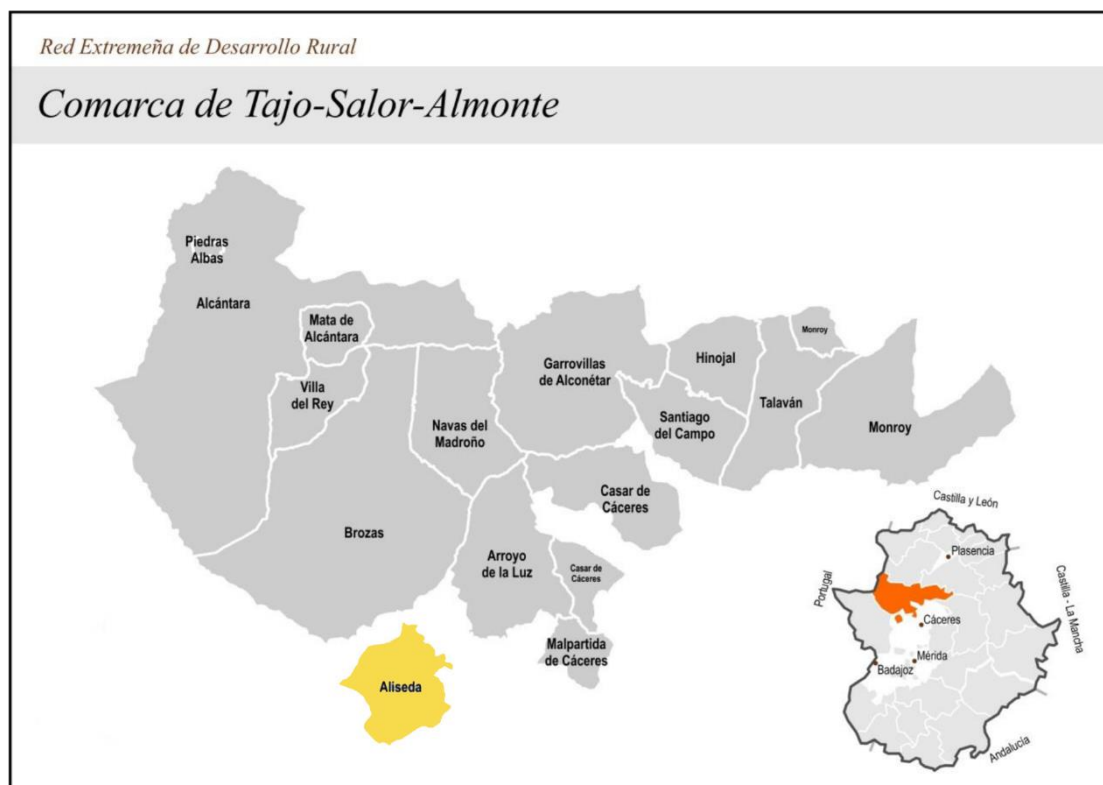 Red Extremeña de Desarrollo Rural
Comarca de Tajo-Salor-Almonte
Piedras
Albas
Alcántara
Mata de
Alcántara
Villa
del Rey
Navas del
Madroño
Garrovillas
de Alconétar
Hinojal
Monroy
Talaván
Santiago
del Campo
Monroy
Casar de
Cáceres
Brozas
Arroyo
de la Luz
Casar de
Cáceres
Malpartida
de Cáceres
Aliseda
Castilla y León
Plasencia
Portugal
Castilla - La Mancha
Cáceres
Mérida
Badajoz
Andalucía